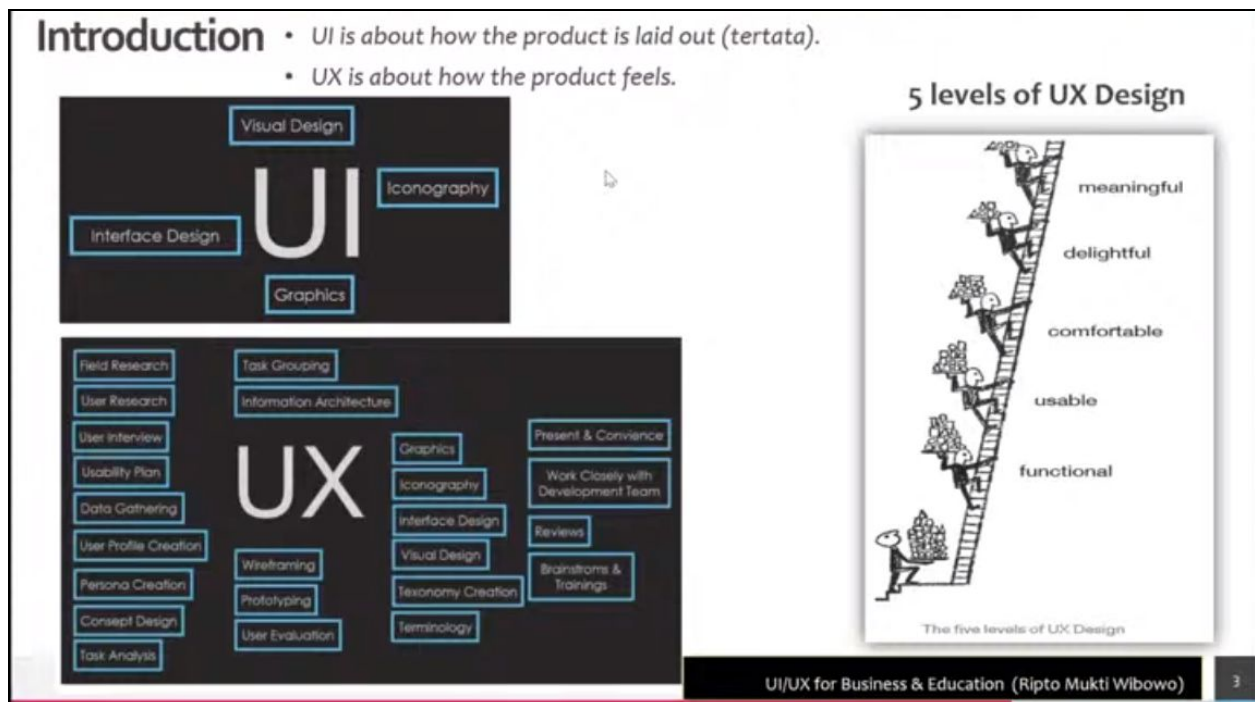 Introduction
• UI is about how the product is laid out (tertata).
• UX is about how the product feels.
Visual Design
UI
Iconography
Interface Design
Graphics
Field Research
User Research
User Interview
Usability Plan
Data Gathering
User Profile Creation
Persona Creation
Consept Design
Task Analysis
Task Grouping
Information Architecture
UX
Wireframing
Prototyping
User Evaluation
Graphics
Iconography
Interface Design
Visual Design
Texonomy Creation
Terminology
Present & Convience
Work Closely with
Development Team
Reviews
Brainstroms &
Trainings
5 levels of UX Design
meaningful
delightful
comfortable
usable
functional
The five levels of UX Design
UI/UX for Business & Education (Ripto Mukti Wibowo)
3